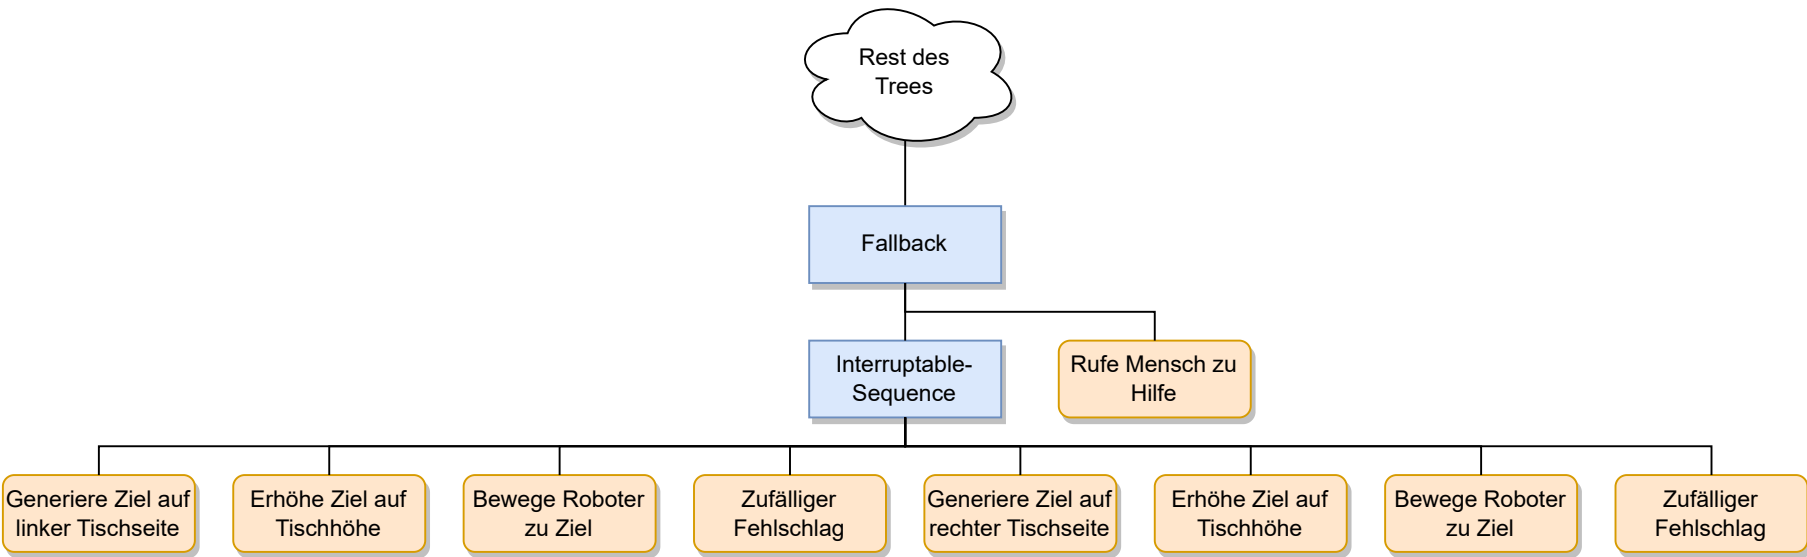 Rest des
Trees
Fallback
Interruptable-
Sequence
Rufe Mensch zu
Hilfe
Generiere Ziel auf
linker Tischseite
Erhöhe Ziel auf
Tischhöhe
Bewege Roboter
zu Ziel
Zufälliger
Fehlschlag
Generiere Ziel auf
rechter Tischseite
Erhöhe Ziel auf
Tischhöhe
Bewege Roboter
zu Ziel
Zufälliger
Fehlschlag